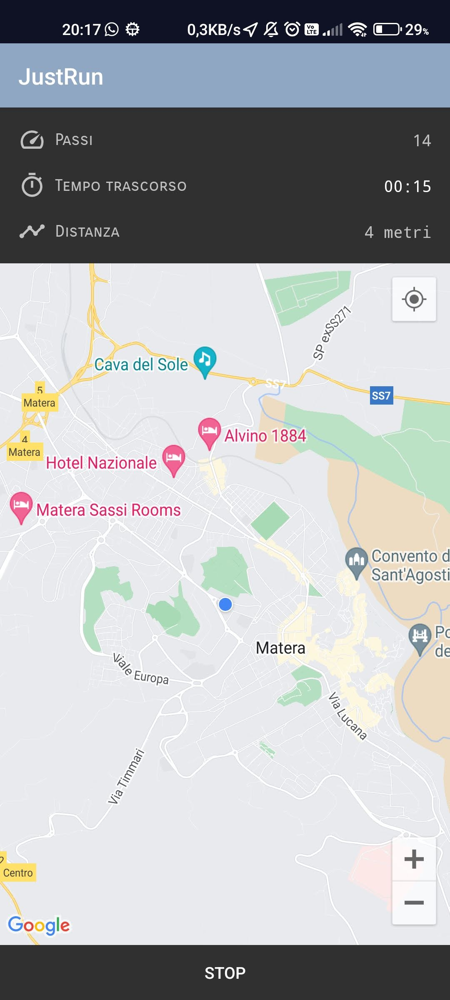 20:17 0,3KB/s Vo LTE 29%
JustRun
Passi 14
Tempo trascorso 00:15
Distanza 4 metri
SP exSS271
Cava del Sole
SS7
SS7
5
Matera
Alvino 1884
4
Matera
Hotel Nazionale
Matera Sassi Rooms
Convento d
Sant'Agosti
Po
de
Matera
Viale Europa
Via Lucana
Via Timmari
2
Centro
Google
STOP